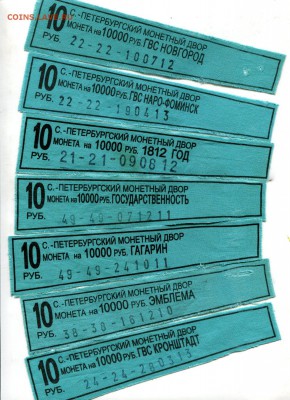 COINS.LAVE.RU
10 РУБ.
С.-ПЕТЕРБУРГСКИЙ МОНЕТНЫЙ ДВОР
МОНЕТА НА 10000 РУБ. ГВС НОВГОРОД
22-22-100712
10 РУБ.
С.-ПЕТЕРБУРГСКИЙ МОНЕТНЫЙ ДВОР
МОНЕТА НА 10000 РУБ. ГВС НАРО-ФОМИНСК
22-22-190413
10 РУБ.
С.-ПЕТЕРБУРГСКИЙ МОНЕТНЫЙ ДВОР
МОНЕТА НА 10000 РУБ. 1812 ГОД
21-21-090812
10 РУБ.
С.-ПЕТЕРБУРГСКИЙ МОНЕТНЫЙ ДВОР
МОНЕТА НА 10000 РУБ. ГОСУДАРСТВЕННОСТЬ
49-49-071211
10 РУБ.
С.-ПЕТЕРБУРГСКИЙ МОНЕТНЫЙ ДВОР
МОНЕТА НА 10000 РУБ. ГАГАРИН
49-49-241011
10 РУБ.
С.-ПЕТЕРБУРГСКИЙ МОНЕТНЫЙ ДВОР
МОНЕТА НА 10000 РУБ. ЭМБЛЕМА
38-38-161210
10 РУБ.
С.-ПЕТЕРБУРГСКИЙ МОНЕТНЫЙ ДВОР
МОНЕТА НА 10000 РУБ. ГВС КРОНШТАДТ
24-24-280313